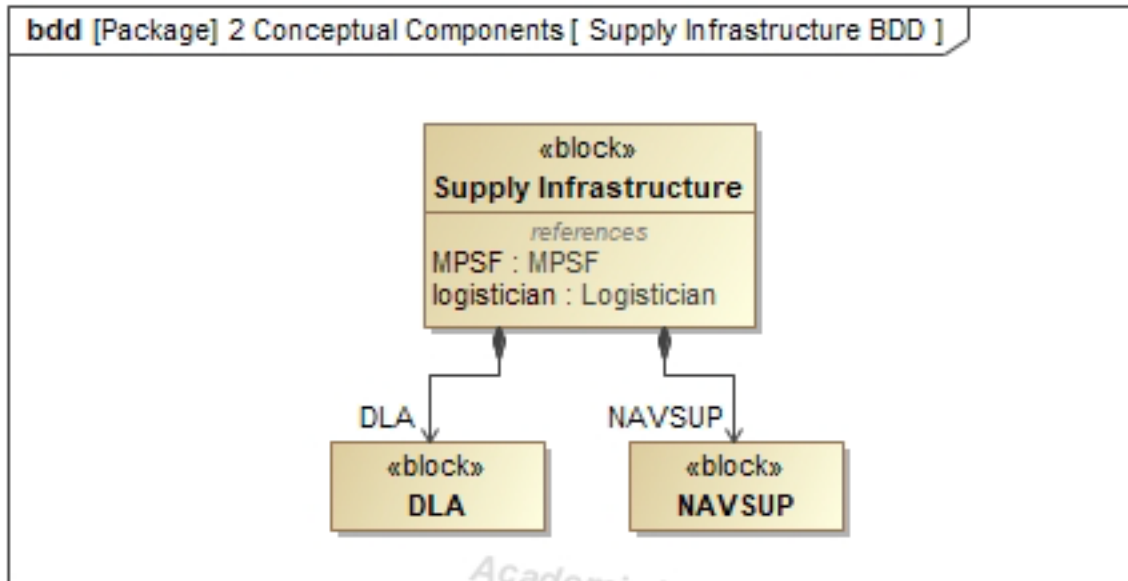 bdd [Package] 2 Conceptual Components [ Supply Infrastructure BDD ]
«block»
Supply Infrastructure
references
MPSF : MPSF
logistician : Logistician
DLA
NAVSUP
«block»
DLA
«block»
NAVSUP